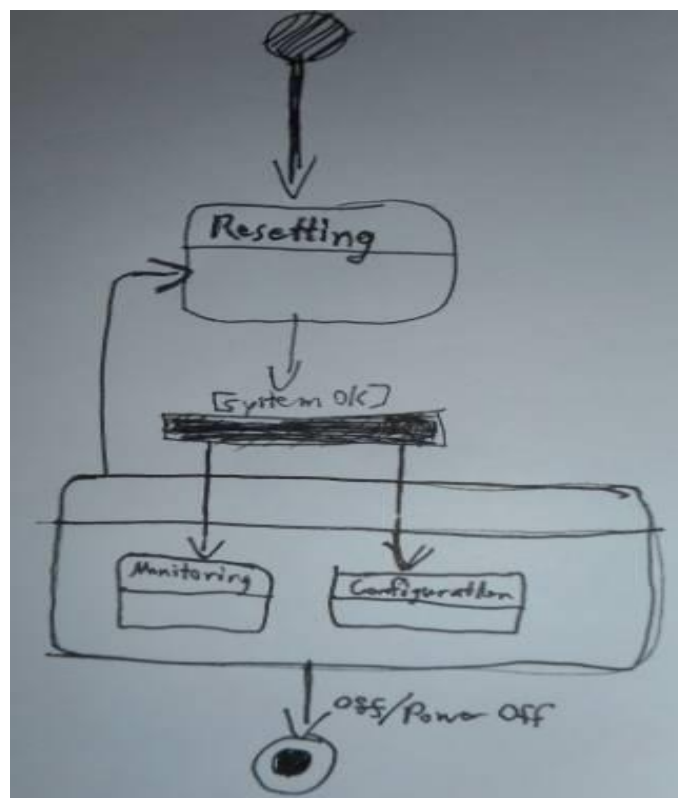 Resetting
[System OK]
Monitoring
Configuration
Off/Power Off